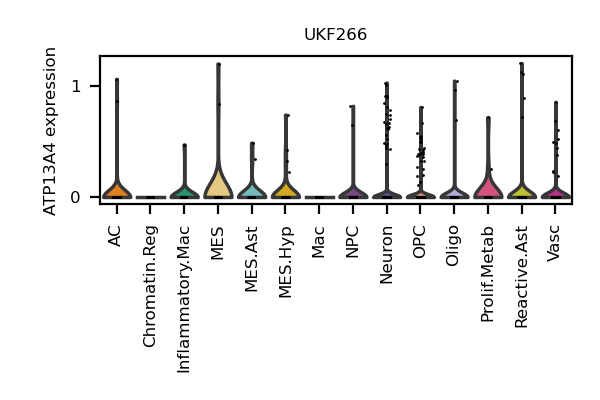 UKF266
ATP13A4 expression
1
0
AC
Chromatin.Reg
Inflammatory.Mac
MES
MES.Ast
MES.Hyp
Mac
NPC
Neuron
OPC
Oligo
Prolif.Metab
Reactive.Ast
Vasc